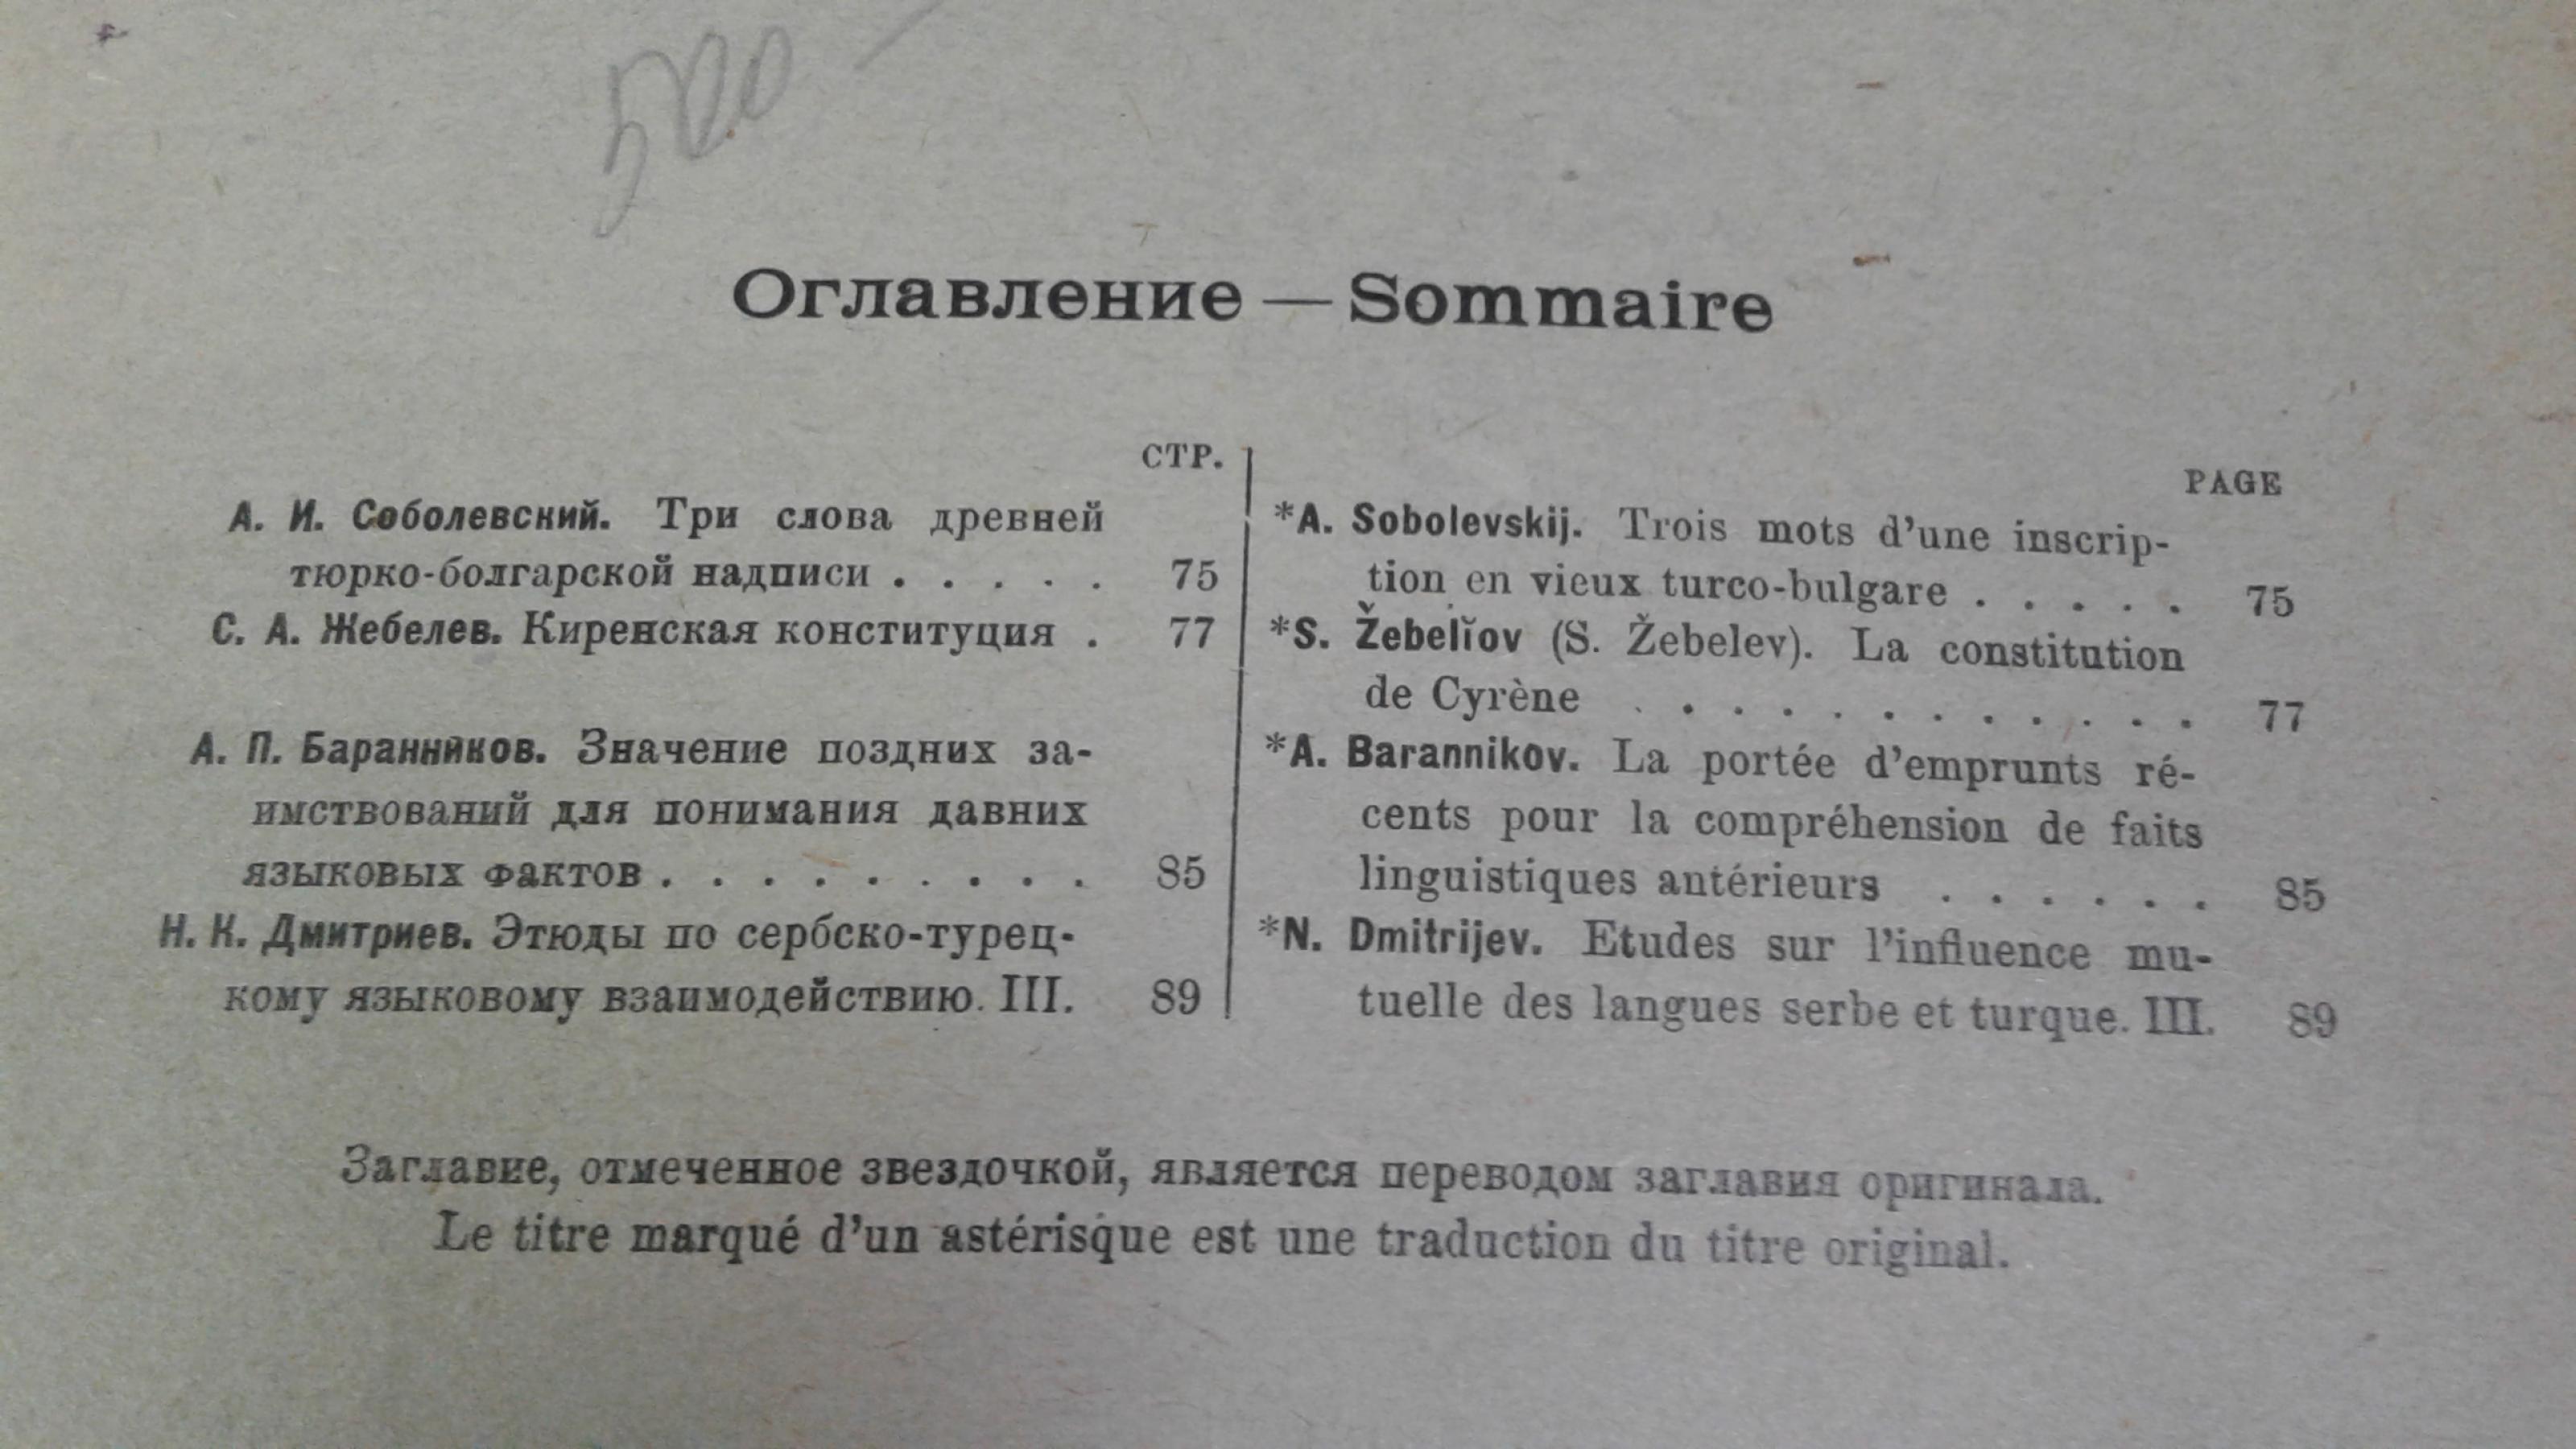 500 —
Оглавление — Sommaire
СТР.
А. И. Соболевский. Три слова древней
тюрко-болгарской надписи . . . . . 75
С. А. Жебелев. Киренская конституция . 77
А. П. Баранников. Значение поздних за-
имствований для понимания давних
языковых фактов . . . . . . . . . 85
Н. К. Дмитриев. Этюды по сербско-турец-
кому языковому взаимодействию. III. 89
PAGE
*A. Sobolevskij. Trois mots d'une inscrip-
tion en vieux turco-bulgare . . . . . 75
*S. Žebelĭov (S. Žebelev). La constitution
de Cyrène . . . . . . . . . . . . 77
*A. Barannikov. La portée d'emprunts ré-
cents pour la compréhension de faits
linguistiques antérieurs . . . . . . 85
*N. Dmitrijev. Etudes sur l'influence mu-
tuelle des langues serbe et turque. III. 89
Заглавие, отмеченное звездочкой, является переводом заглавия оригинала.
Le titre marqué d'un astérisque est une traduction du titre original.